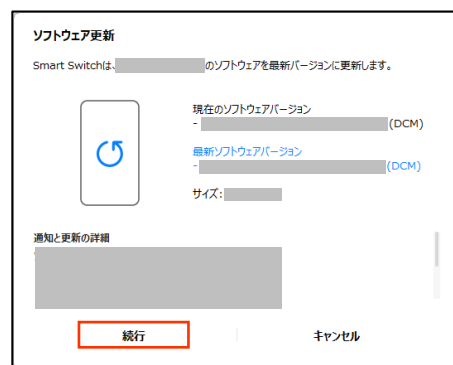 ソフトウェア更新
Smart Switchは、 のソフトウェアを最新バージョンに更新します。
現在のソフトウェアバージョン
- (DCM)
最新ソフトウェアバージョン
- (DCM)
サイズ:
通知と更新の詳細
続行 キャンセル